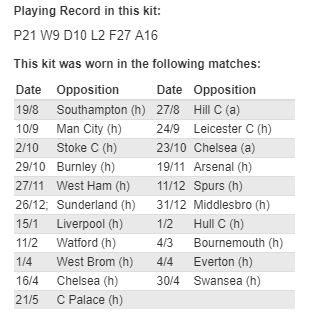 Playing Record in this kit:
P21 W9 D10 L2 F27 A16
This kit was worn in the following matches:
Date Opposition Date Opposition
19/8 Southampton (h) 27/8 Hill C (a)
10/9 Man City (h) 24/9 Leicester C (h)
2/10 Stoke C (h) 23/10 Chelsea (a)
29/10 Burnley (h) 19/11 Arsenal (h)
27/11 West Ham (h) 11/12 Spurs (h)
26/12; Sunderland (h) 31/12 Middlesbro (h)
15/1 Liverpool (h) 1/2 Hull C (h)
11/2 Watford (h) 4/3 Bournemouth (h)
1/4 West Brom (h) 4/4 Everton (h)
16/4 Chelsea (h) 30/4 Swansea (h)
21/5 C Palace (h)